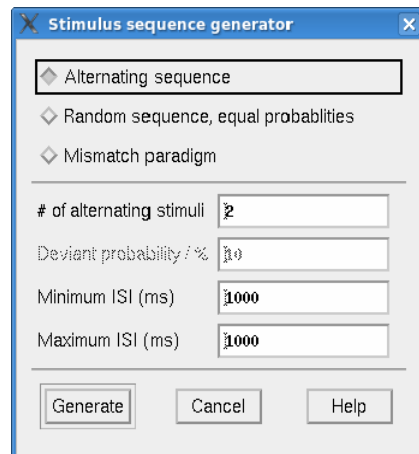 Stimulus sequence generator
Alternating sequence
Random sequence, equal probablities
Mismatch paradigm
# of alternating stimuli 2
Deviant probability / % 10
Minimum ISI (ms) 1000
Maximum ISI (ms) 1000
Generate Cancel Help